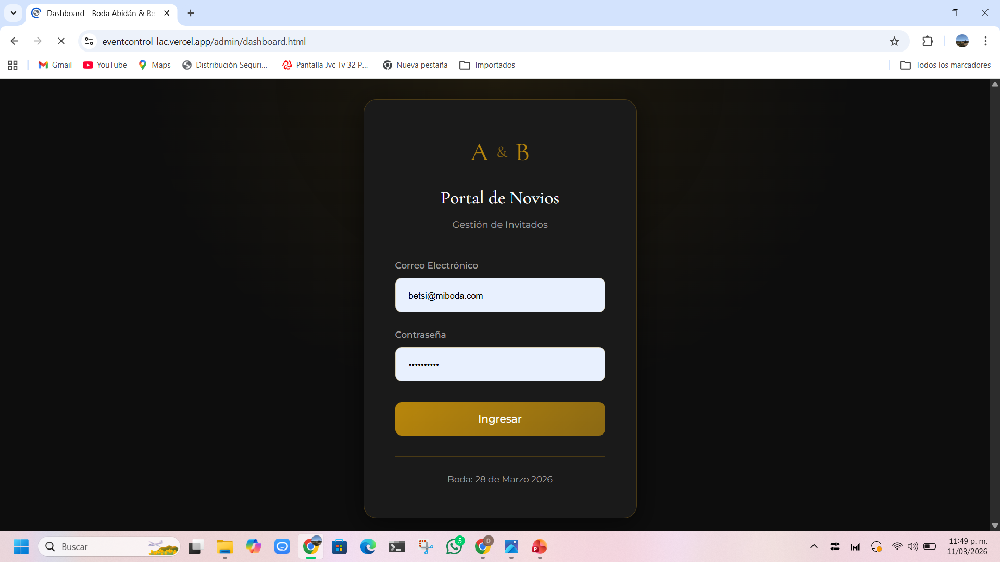 Dashboard - Boda Abidán & Be
eventcontrol-lac.vercel.app/admin/dashboard.html
Gmail
YouTube
Maps
Distribución Seguri...
Pantalla Jvc Tv 32 P...
Nueva pestaña
Importados
Todos los marcadores
A & B
Portal de Novios
Gestión de Invitados
Correo Electrónico
betsi@miboda.com
Contraseña
••••••••••
Ingresar
Boda: 28 de Marzo 2026
Buscar
5
D
P
11:49 p. m.
11/03/2026